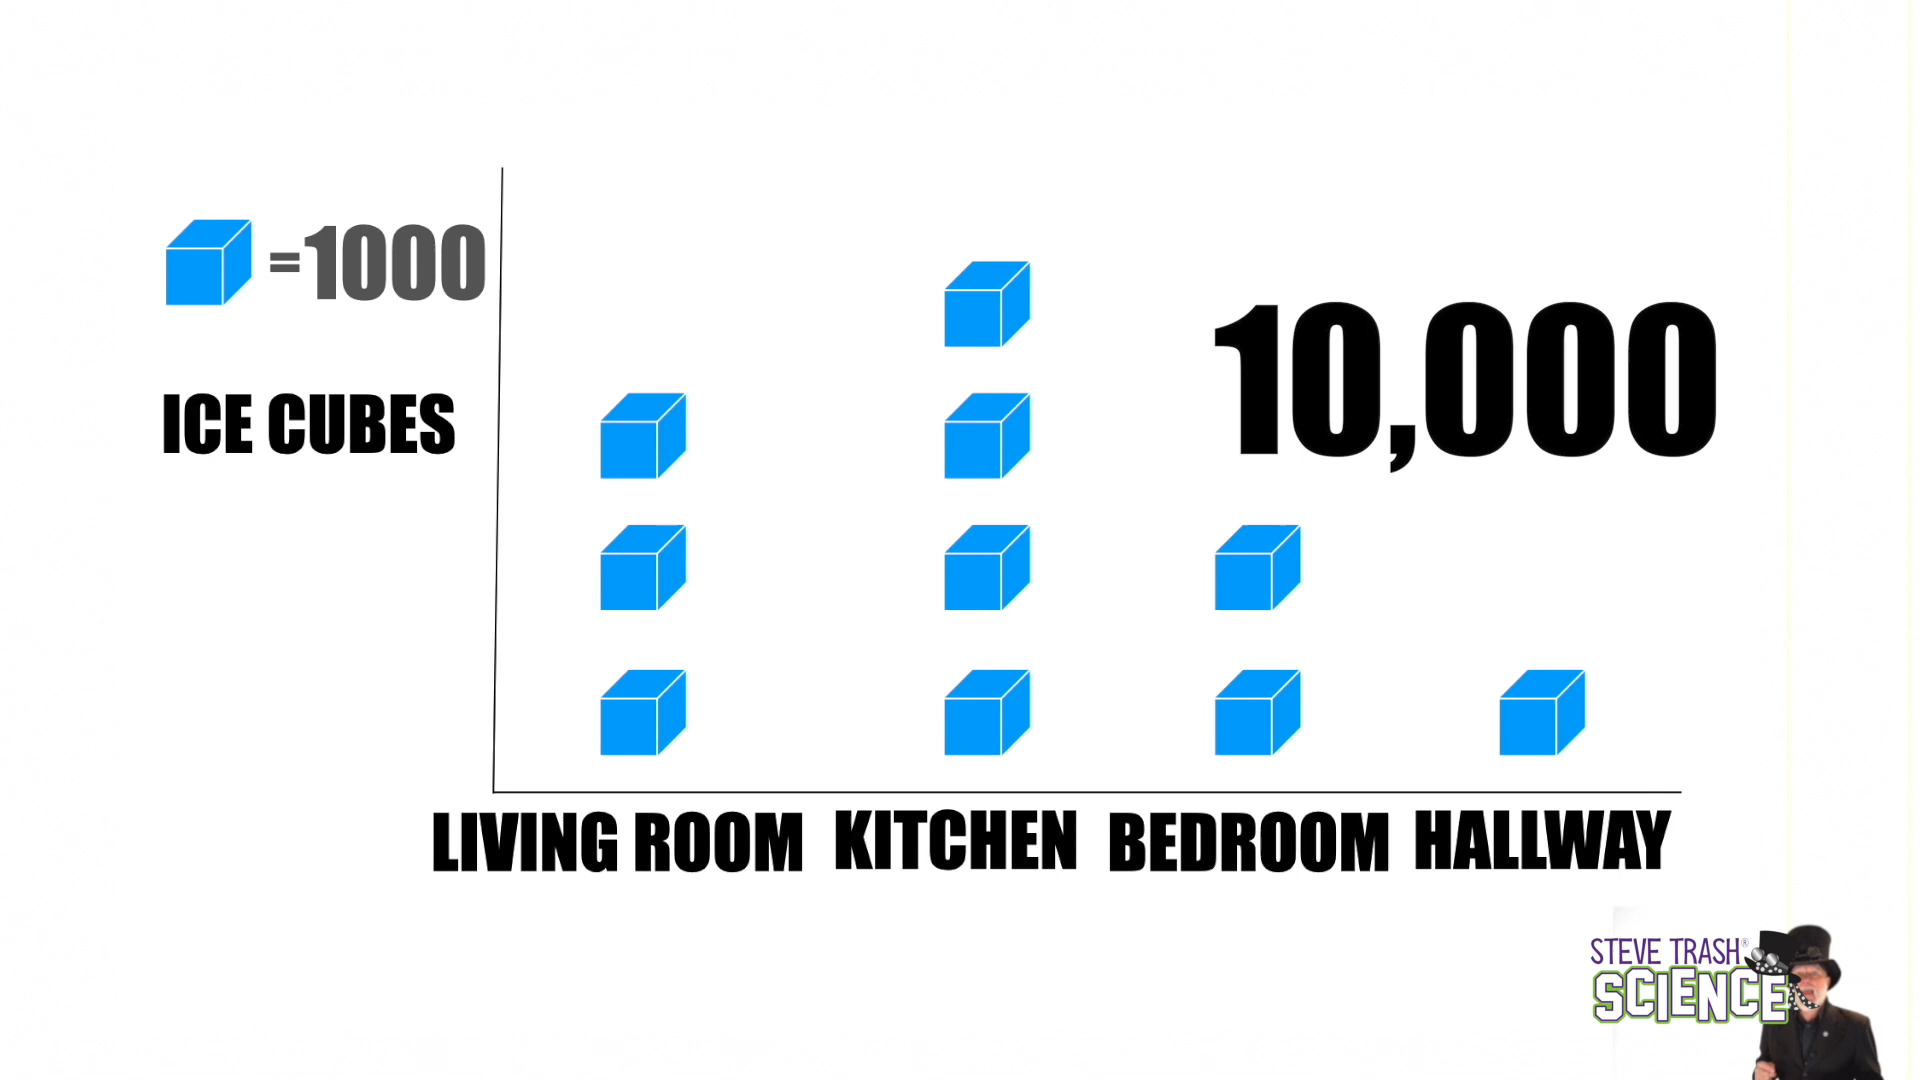 =1000
ICE CUBES
10,000
LIVING ROOM KITCHEN BEDROOM HALLWAY
STEVE TRASH®
SCIENCE